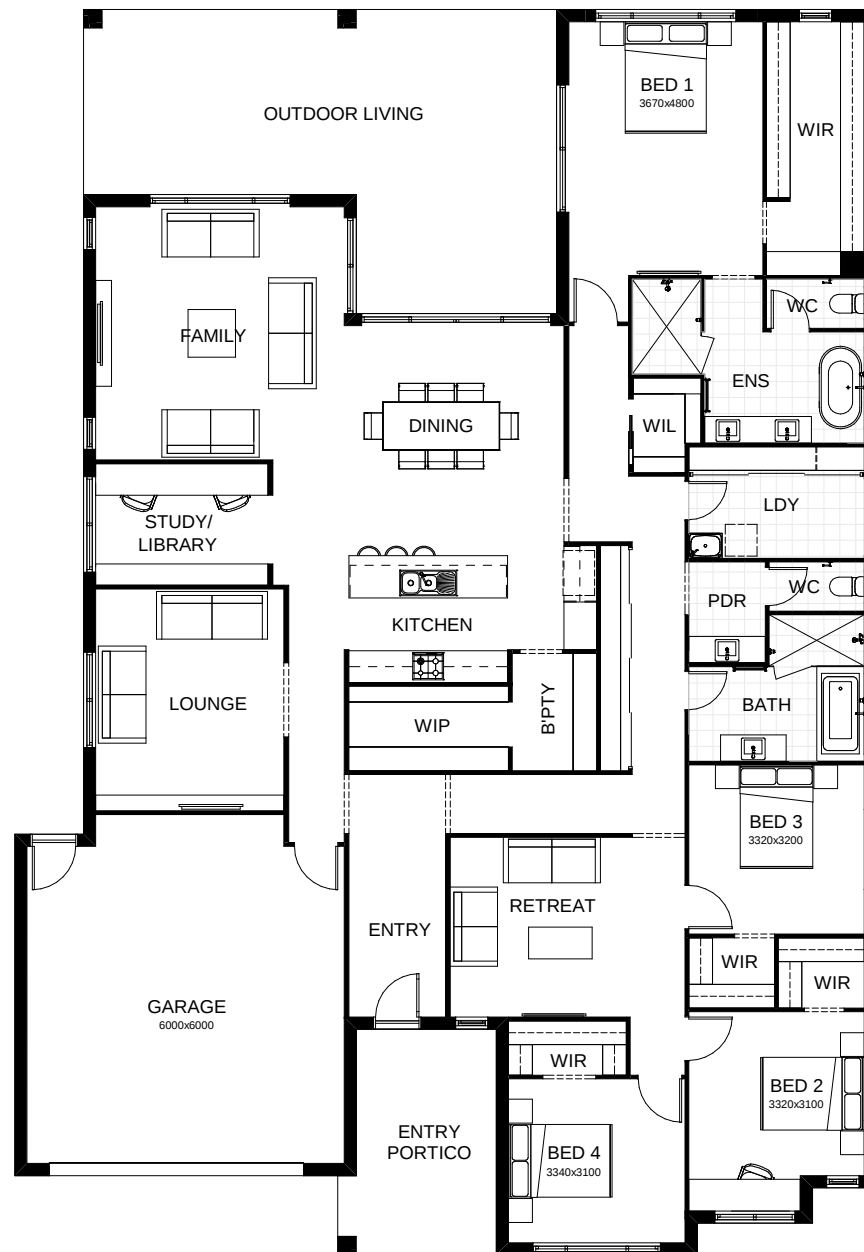 OUTDOOR LIVING
BED 1
3670x4800
WIR
WC
FAMILY
ENS
DINING
WIL
LDY
STUDY/
LIBRARY
WC
PDR
KITCHEN
LOUNGE
WIP
B'PTY
BATH
BED 3
3320x3200
RETREAT
ENTRY
WIR
WIR
GARAGE
6000x6000
WIR
BED 2
3320x3100
ENTRY
PORTICO
BED 4
3340x3100